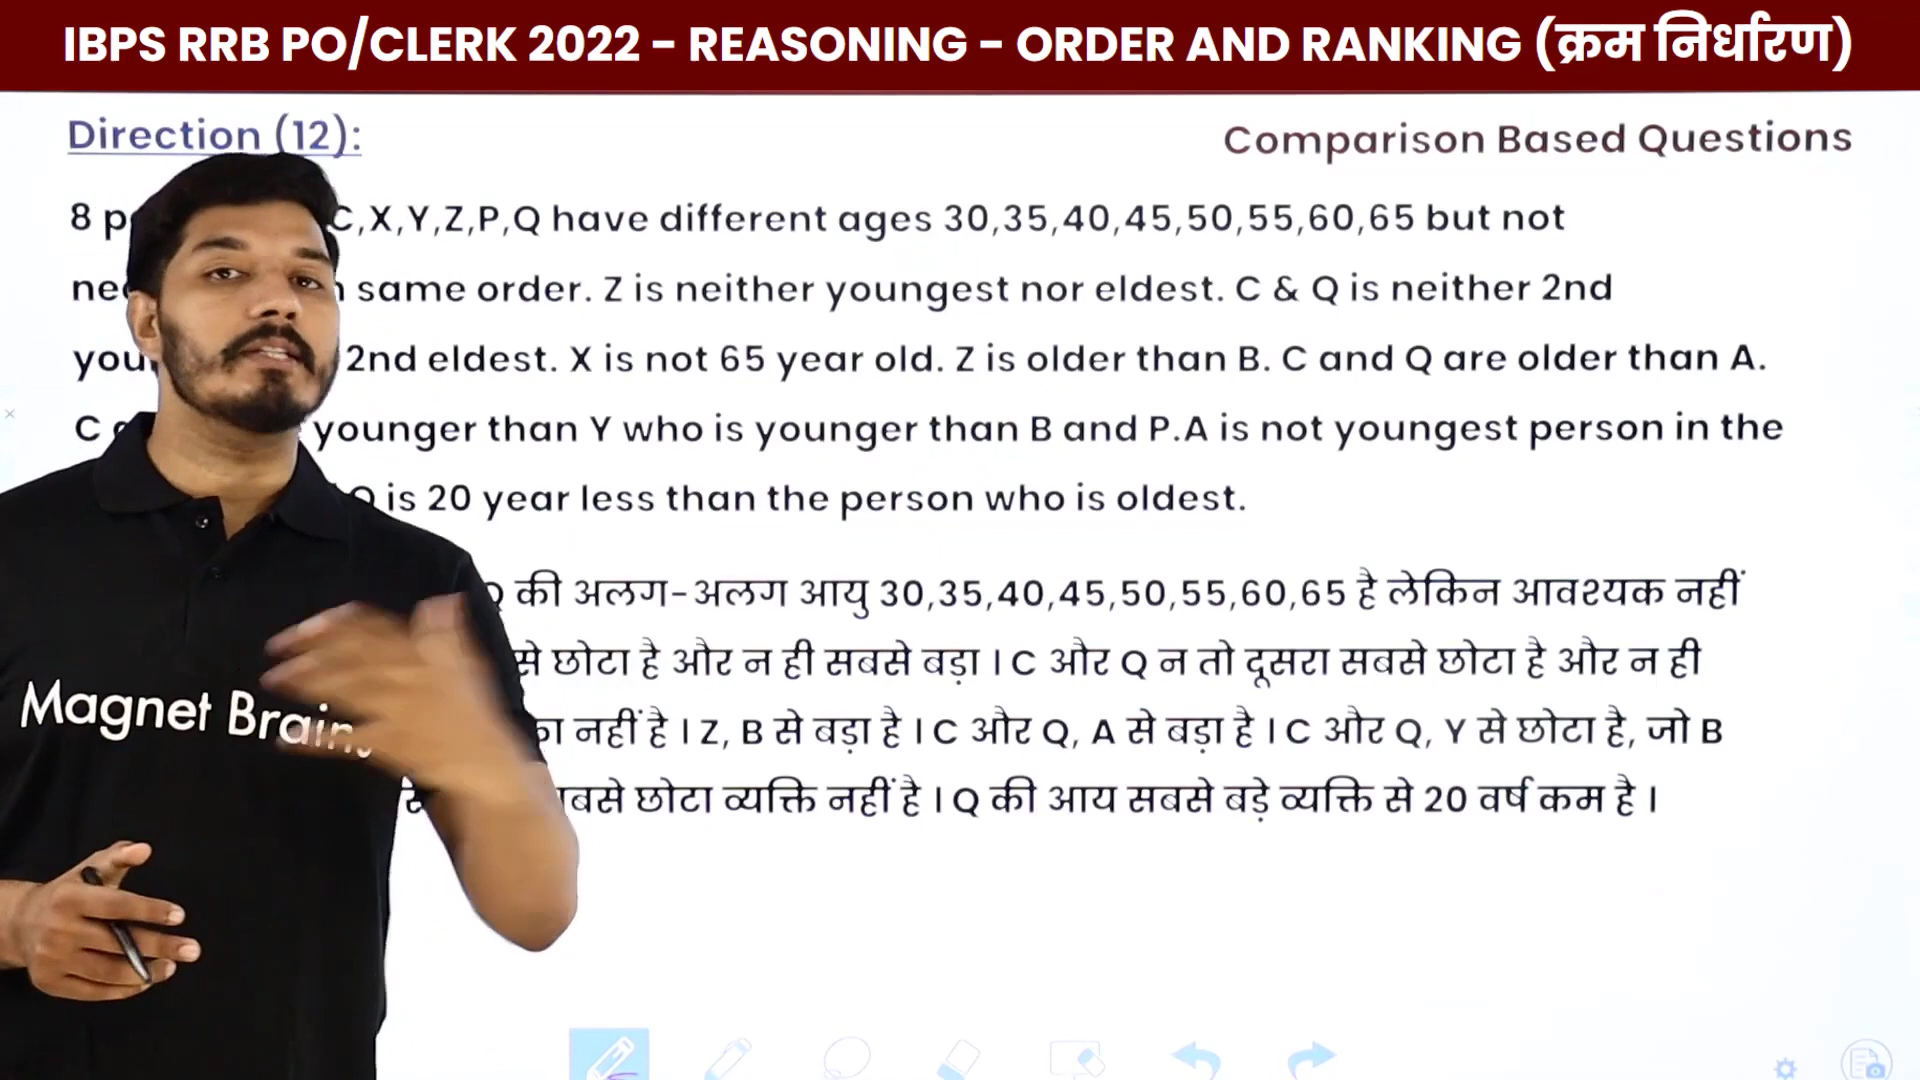 IBPS RRB PO/CLERK 2022 - REASONING - ORDER AND RANKING (क्रम निर्धारण)
Direction (12):
Comparison Based Questions
8 C,X,Y,Z,P,Q have different ages 30,35,40,45,50,55,60,65 but not
same order. Z is neither youngest nor eldest. C & Q is neither 2nd
2nd eldest. X is not 65 year old. Z is older than B. C and Q are older than A.
C younger than Y who is younger than B and P.A is not youngest person in the
is 20 year less than the person who is oldest.
की अलग-अलग आयु 30,35,40,45,50,55,60,65 है लेकिन आवश्यक नहीं
से छोटा है और न ही सबसे बड़ा । C और Q न तो दूसरा सबसे छोटा है और न ही
नहीं है । Z, B से बड़ा है । C और Q, A से बड़ा है । C और Q, Y से छोटा है, जो B
छोटा व्यक्ति नहीं है । Q की आय सबसे बड़े व्यक्ति से 20 वर्ष कम है ।
Magnet Brains